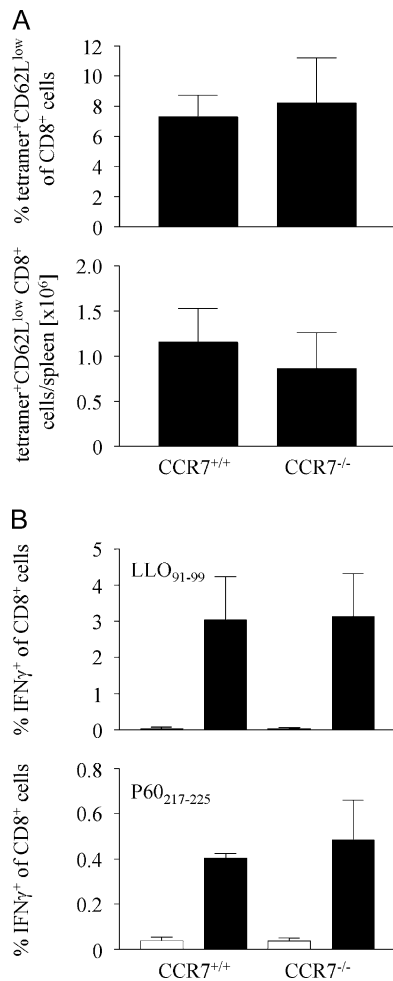 A
% tetramer⁺CD62Lˡᵒʷ
of CD8⁺ cells
12
10
8
6
4
2
0
tetramer⁺CD62Lˡᵒʷ CD8⁺
cells/spleen [x10⁶]
2.0
1.5
1.0
0.5
0
CCR7⁺/⁺ CCR7⁻/⁻
B
% IFNγ⁺ of CD8⁺ cells
5
4
3
2
1
0
LLO₉₁₋₉₉
% IFNγ⁺ of CD8⁺ cells
0.8
0.6
0.4
0.2
0
P60₂₁₇₋₂₂₅
CCR7⁺/⁺ CCR7⁻/⁻